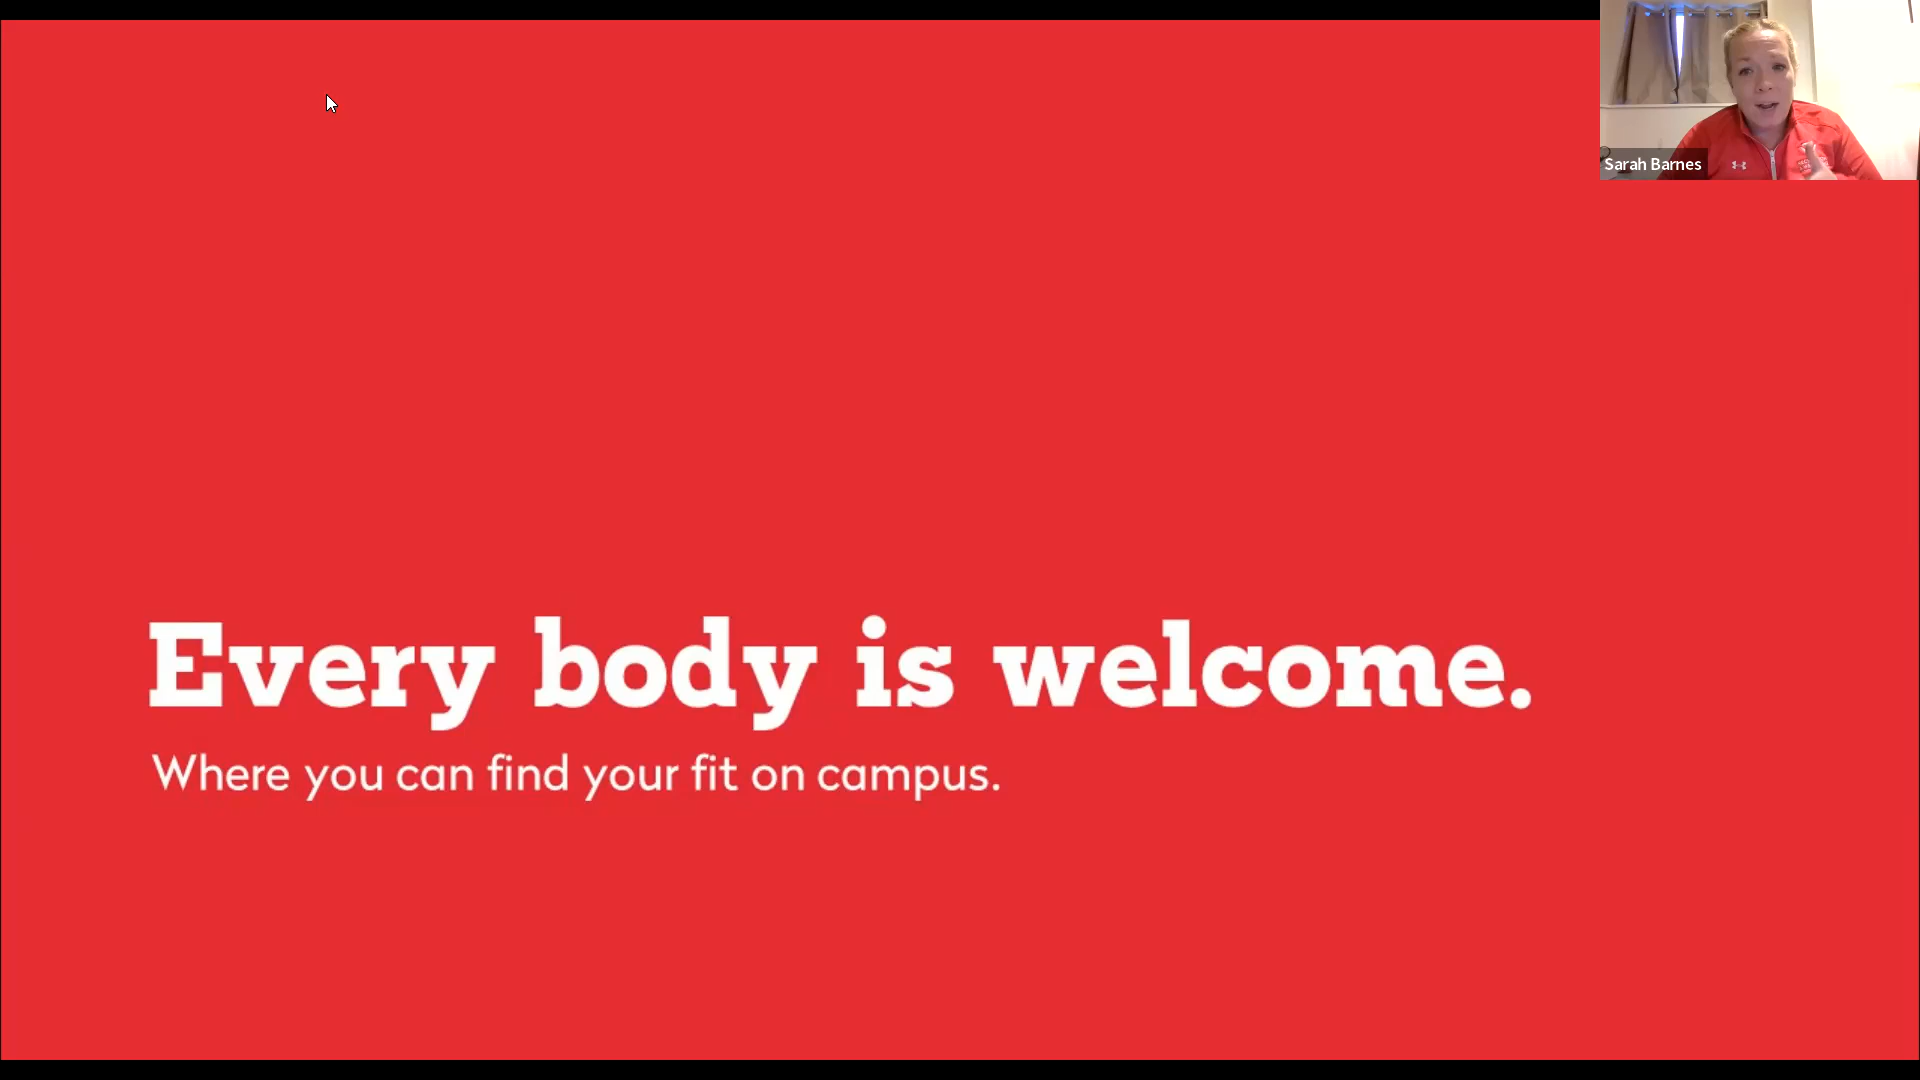 Sarah Barnes
Every body is welcome.
Where you can find your fit on campus.